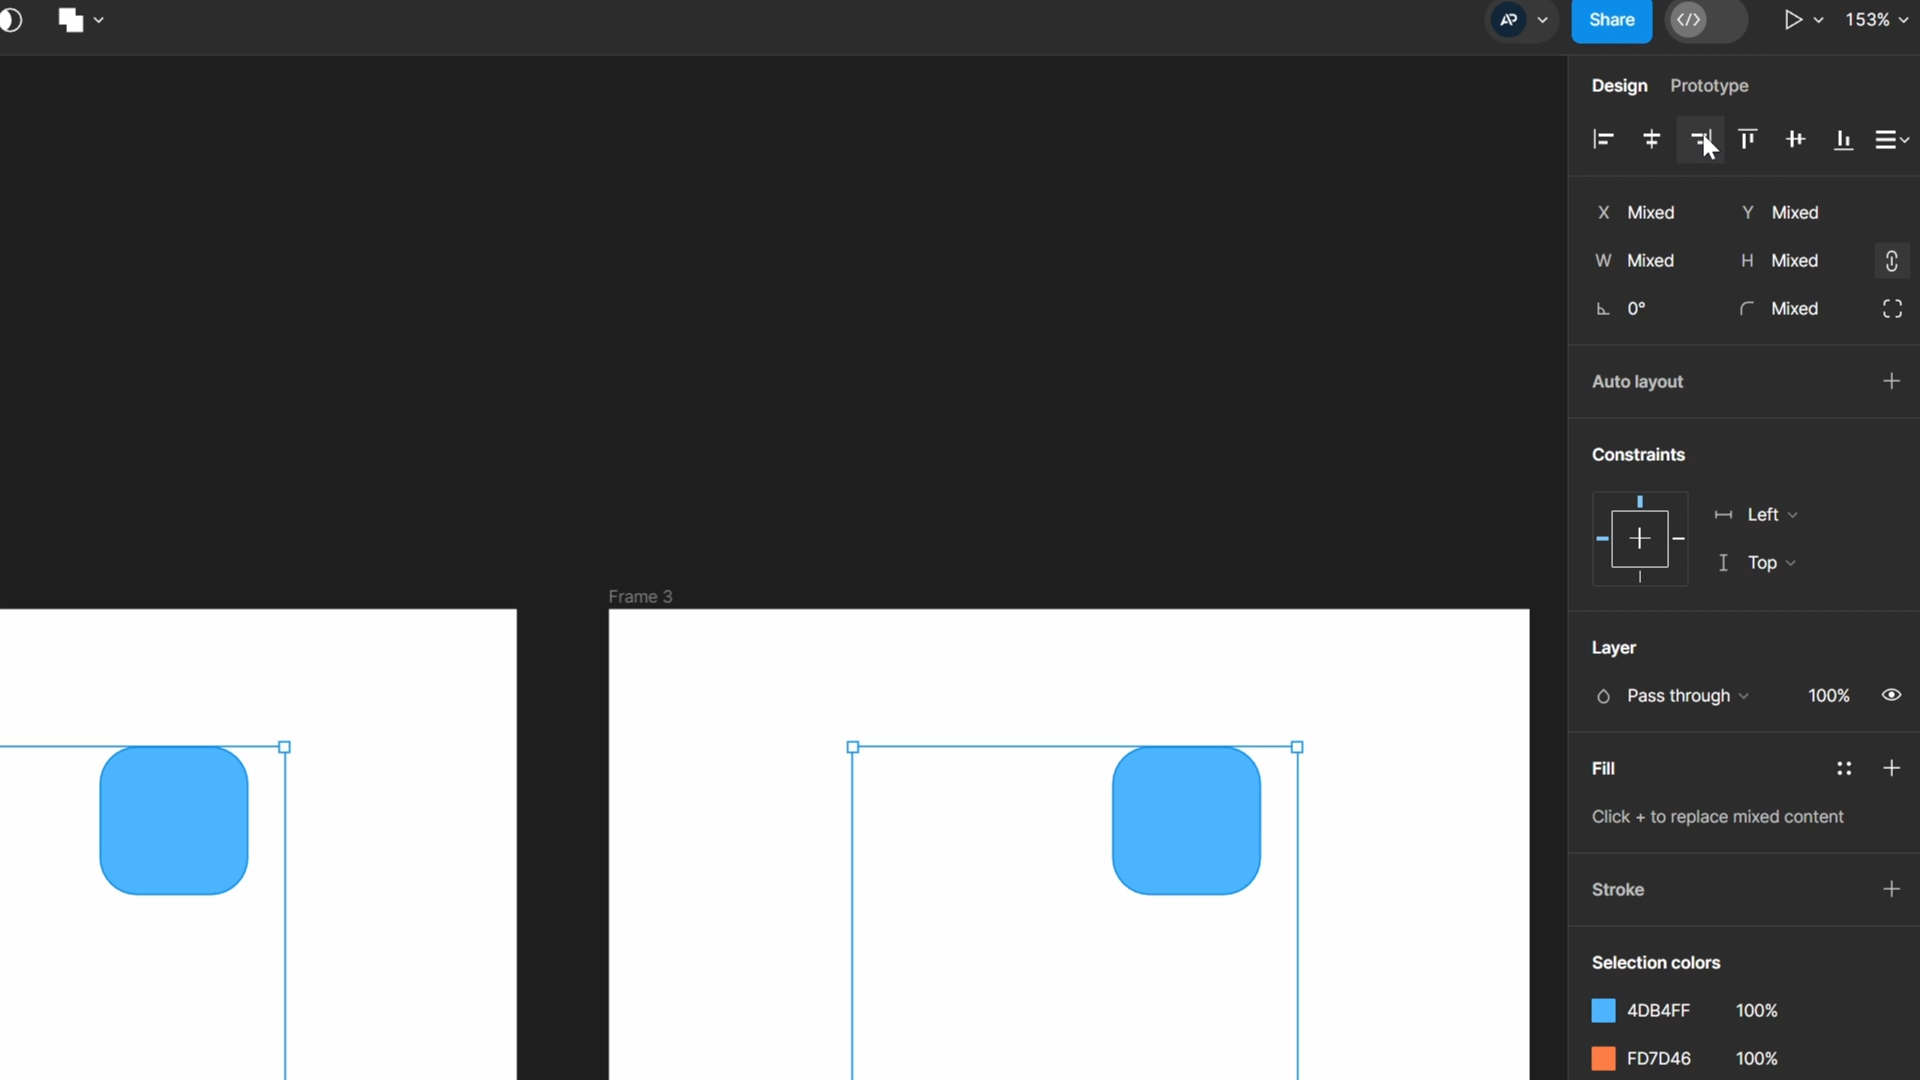 AP
Share
</>
153%
Design Prototype
X Mixed Y Mixed
W Mixed H Mixed
0° Mixed
Auto layout
Constraints
Left
Top
Frame 3
Layer
Pass through 100%
Fill
Click + to replace mixed content
Stroke
Selection colors
4DB4FF 100%
FD7D46 100%